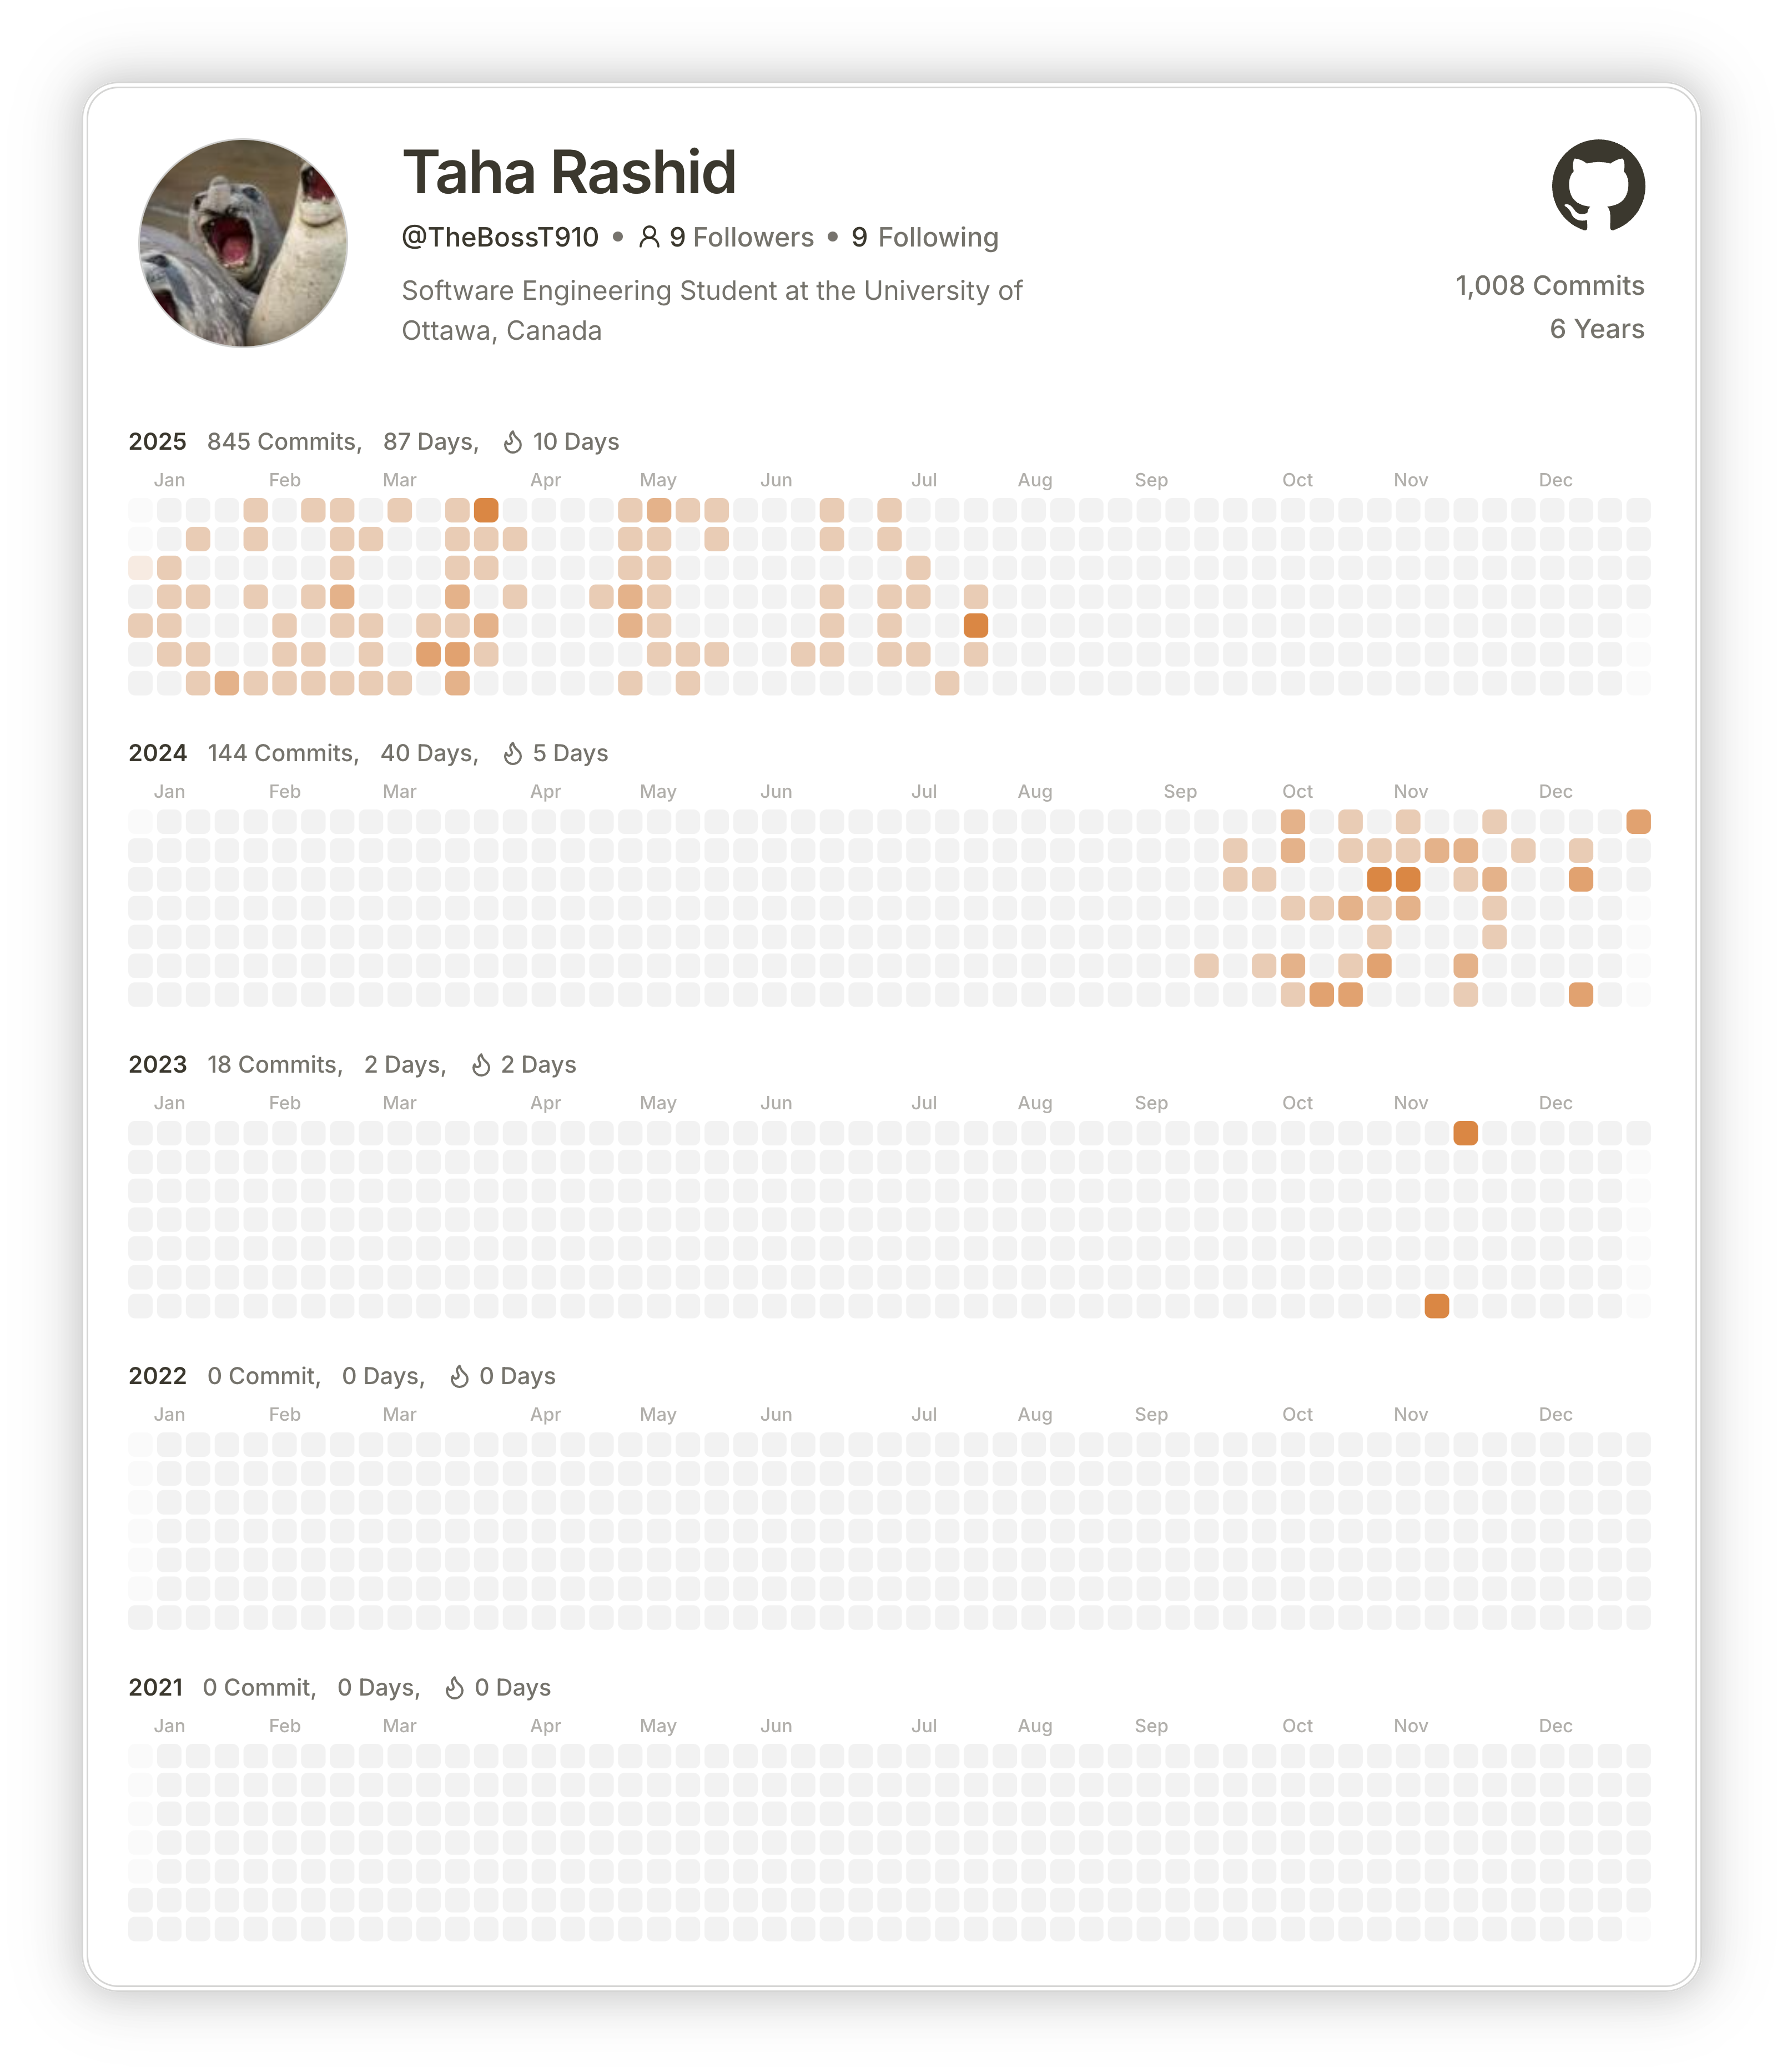 Taha Rashid
@TheBossT910 • 9 Followers • 9 Following
Software Engineering Student at the University of
Ottawa, Canada
1,008 Commits
6 Years
2025 845 Commits, 87 Days, 10 Days
Jan Feb Mar Apr May Jun Jul Aug Sep Oct Nov Dec
2024 144 Commits, 40 Days, 5 Days
Jan Feb Mar Apr May Jun Jul Aug Sep Oct Nov Dec
2023 18 Commits, 2 Days, 2 Days
Jan Feb Mar Apr May Jun Jul Aug Sep Oct Nov Dec
2022 0 Commit, 0 Days, 0 Days
Jan Feb Mar Apr May Jun Jul Aug Sep Oct Nov Dec
2021 0 Commit, 0 Days, 0 Days
Jan Feb Mar Apr May Jun Jul Aug Sep Oct Nov Dec